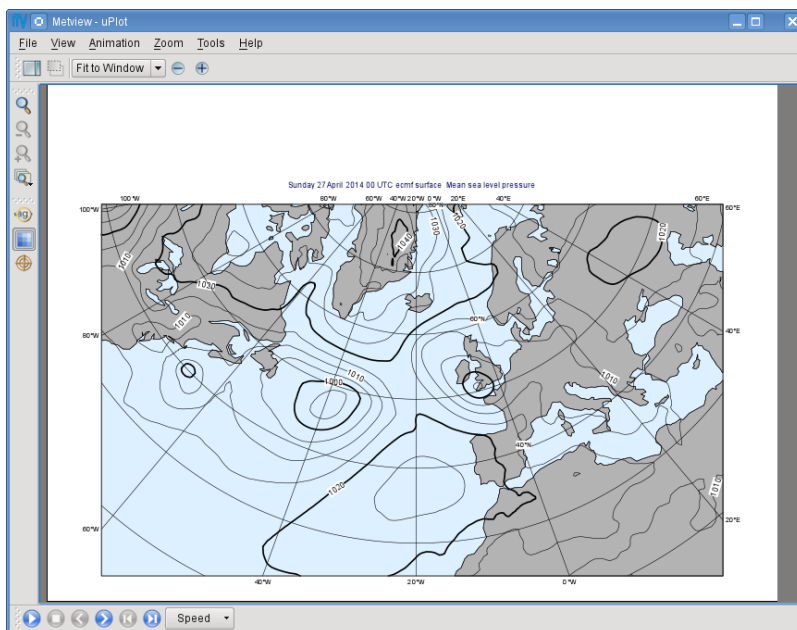 Metview - uPlot
File View Animation Zoom Tools Help
Fit to Window
Sunday 27 April 2014 00 UTC ecmf surface Mean sea level pressure
100°W 80°W 60°W 40°W 20°W 0°W 20°E 40°E 60°E
100°W
60°E
1020
1040
1030
1020
1010
1020
1010
60°N
80°W
40°E
1010
1000
1010
40°N
1020
1010
60°W
20°E
40°W 20°W 0°W
Speed